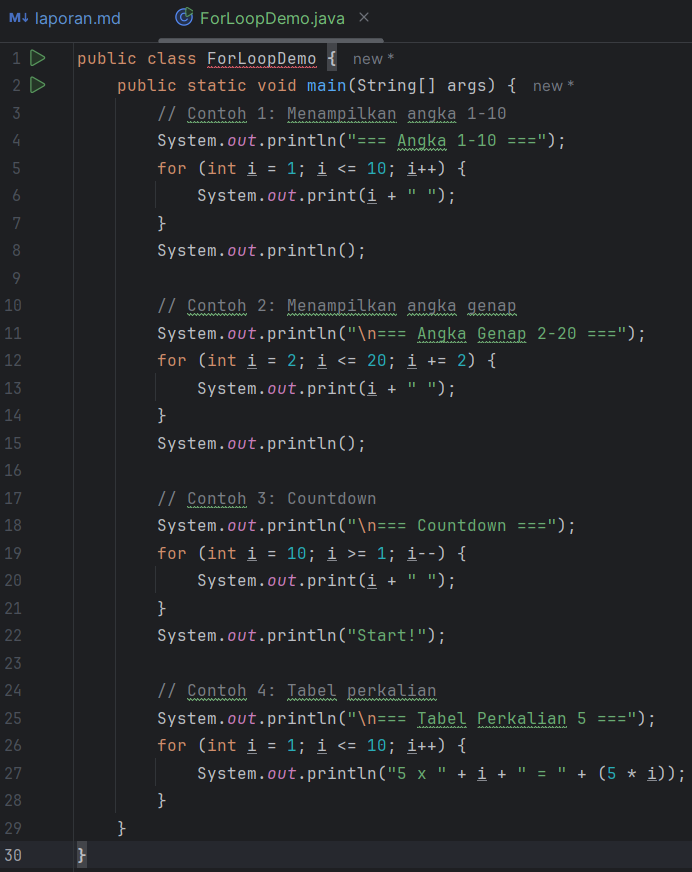 M↓ laporan.md ForLoopDemo.java ×
1 public class ForLoopDemo { new *
2 public static void main(String[] args) { new *
3 // Contoh 1: Menampilkan angka 1-10
4 System.out.println("=== Angka 1-10 ===");
5 for (int i = 1; i <= 10; i++) {
6 System.out.print(i + " ");
7 }
8 System.out.println();
9
10 // Contoh 2: Menampilkan angka genap
11 System.out.println("\n=== Angka Genap 2-20 ===");
12 for (int i = 2; i <= 20; i += 2) {
13 System.out.print(i + " ");
14 }
15 System.out.println();
16
17 // Contoh 3: Countdown
18 System.out.println("\n=== Countdown ===");
19 for (int i = 10; i >= 1; i--) {
20 System.out.print(i + " ");
21 }
22 System.out.println("Start!");
23
24 // Contoh 4: Tabel perkalian
25 System.out.println("\n=== Tabel Perkalian 5 ===");
26 for (int i = 1; i <= 10; i++) {
27 System.out.println("5 x " + i + " = " + (5 * i));
28 }
29 }
30 }